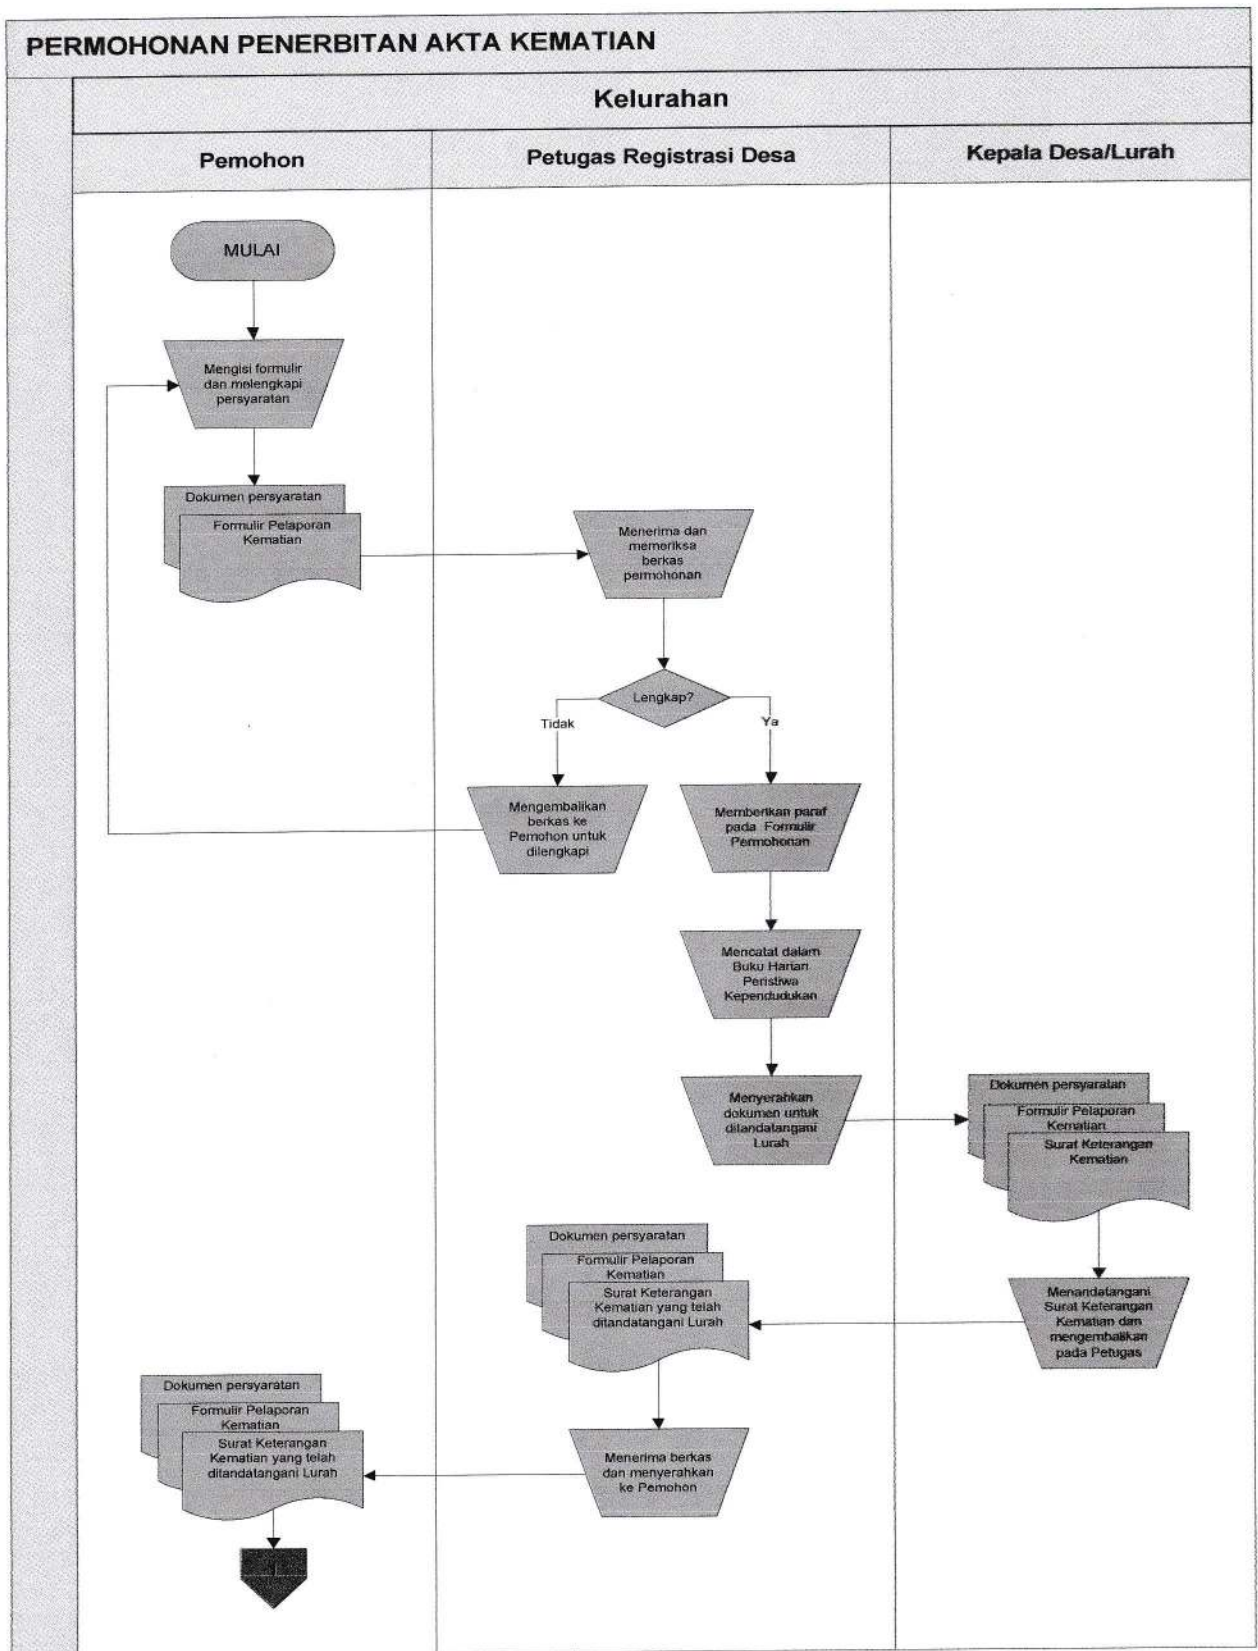 PERMOHONAN PENERBITAN AKTA KEMATIAN
Kelurahan
Pemohon
Petugas Registrasi Desa
Kepala Desa/Lurah
MULAI
Mengisi formulir
dan melengkapi
persyaratan
Dokumen persyaratan
Formulir Pelaporan
Kematian
Menerima dan
memeriksa
berkas
permohonan
Lengkap?
Tidak
Ya
Mengembalikan
berkas ke
Pemohon untuk
dilengkapi
Memberikan paraf
pada Formulir
Permohonan
Mencatat dalam
Buku Harian
Peristiwa
Kependudukan
Menyerahkan
dokumen untuk
ditandatangani
Lurah
Dokumen persyaratan
Formulir Pelaporan
Kematian
Surat Keterangan
Kematian
Menandatangani
Surat Keterangan
Kematian dan
mengembalikan
pada Petugas
Dokumen persyaratan
Formulir Pelaporan
Kematian
Surat Keterangan
Kematian yang telah
ditandatangani Lurah
Menerima berkas
dan menyerahkan
ke Pemohon
Dokumen persyaratan
Formulir Pelaporan
Kematian
Surat Keterangan
Kematian yang telah
ditandatangani Lurah